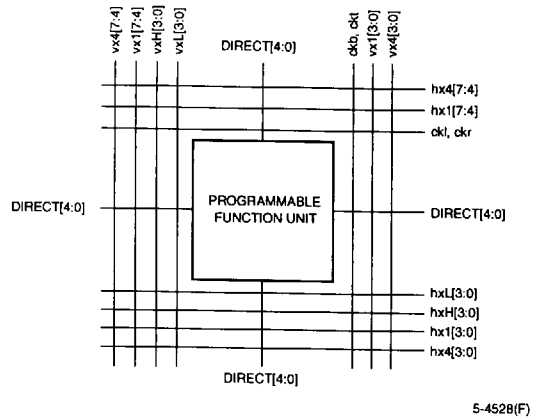 vx4[7:4]
vx1[7:4]
vxH[3:0]
vxL[3:0]
DIRECT[4:0]
ckb, ckt
vx1[3:0]
vx4[3:0]
hx4[7:4]
hx1[7:4]
ckl, ckr
DIRECT[4:0]
PROGRAMMABLE
FUNCTION UNIT
DIRECT[4:0]
hxL[3:0]
hxH[3:0]
hx1[3:0]
hx4[3:0]
DIRECT[4:0]
5-4528(F)